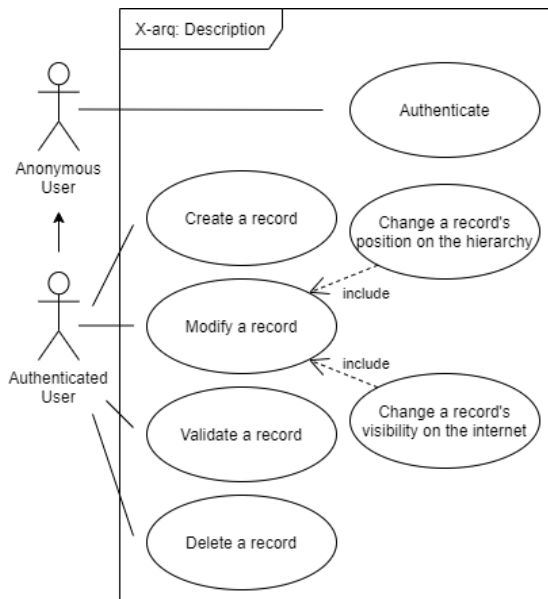 X-arq: Description
Authenticate
Anonymous
User
Create a record
Change a record's
position on the hierarchy
include
Modify a record
include
Authenticated
User
Change a record's
visibility on the internet
Validate a record
Delete a record